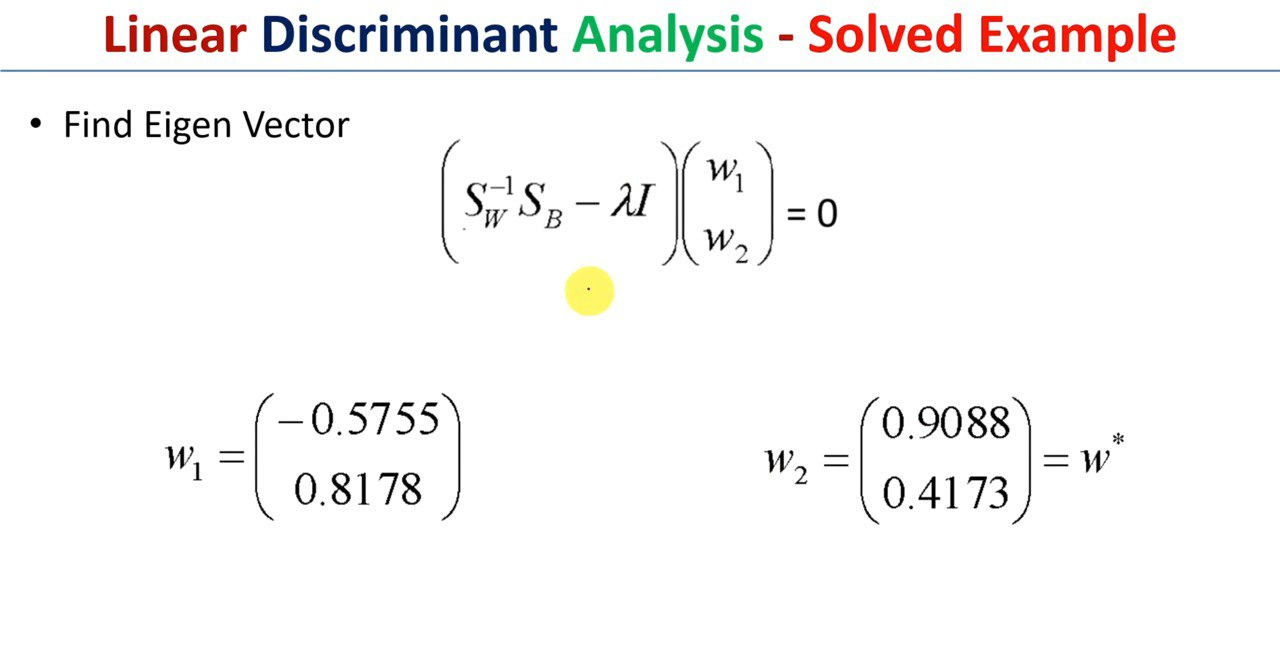 Linear Discriminant Analysis - Solved Example
• Find Eigen Vector
(S_W^{-1} S_B − λI) (w_1 w_2) = 0
w_1 = (−0.5755 0.8178)
w_2 = (0.9088 0.4173) = w^*